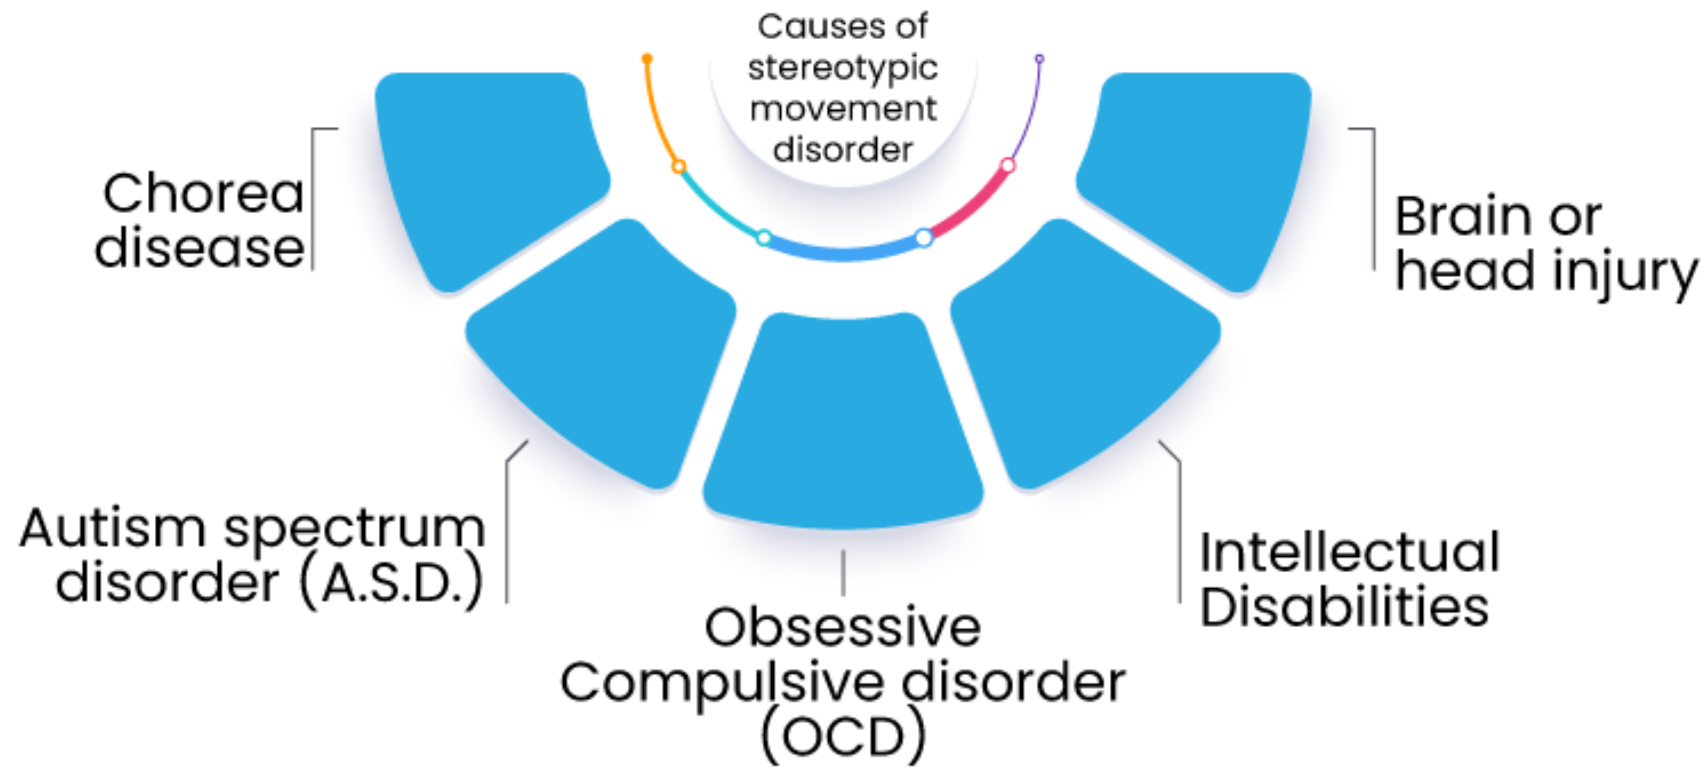 Causes of
stereotypic
movement
disorder
Chorea
disease
Autism spectrum
disorder (A.S.D.)
Obsessive
Compulsive disorder
(OCD)
Intellectual
Disabilities
Brain or
head injury